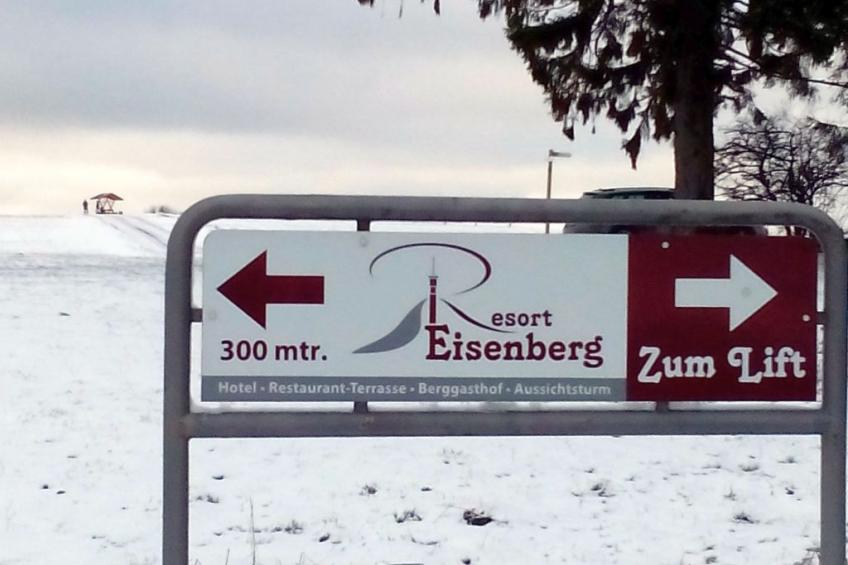 300 mtr.
Resort
Eisenberg
Hotel • Restaurant-Terrasse • Berggasthof • Aussichtsturm
Zum Lift